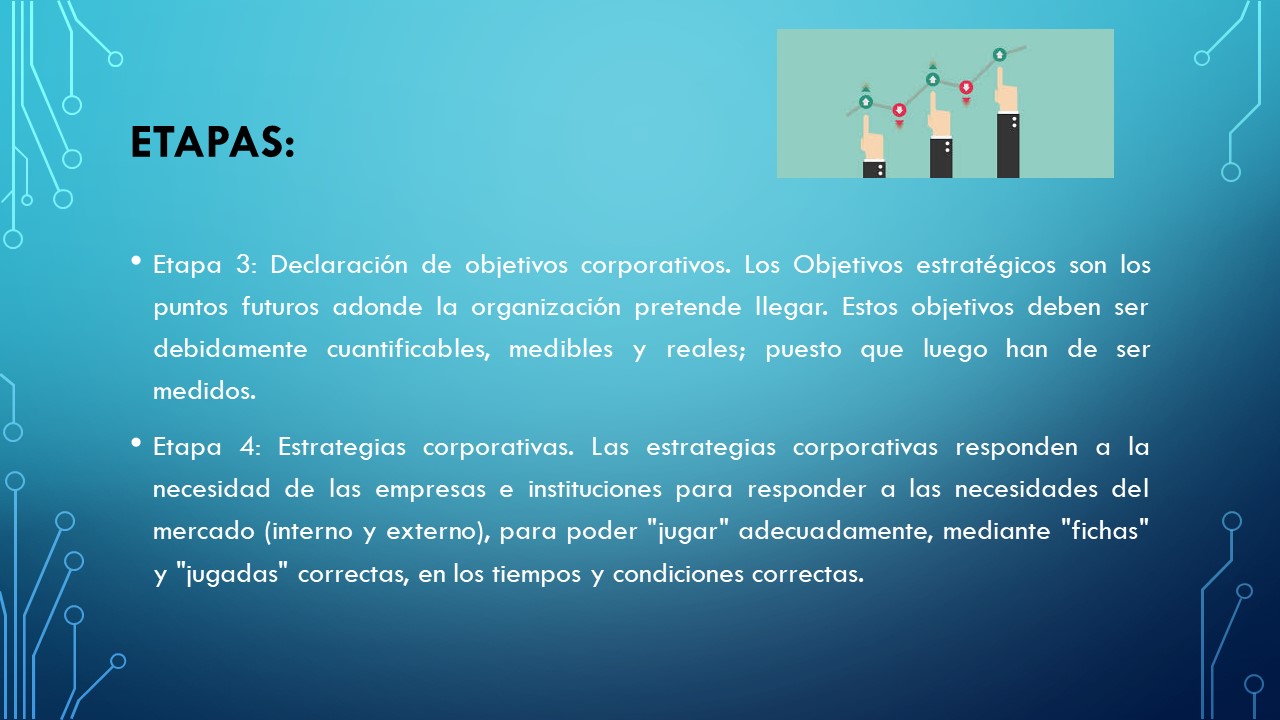 ETAPAS:
• Etapa 3: Declaración de objetivos corporativos. Los Objetivos estratégicos son los
puntos futuros adonde la organización pretende llegar. Estos objetivos deben ser
debidamente cuantificables, medibles y reales; puesto que luego han de ser
medidos.
• Etapa 4: Estrategias corporativas. Las estrategias corporativas responden a la
necesidad de las empresas e instituciones para responder a las necesidades del
mercado (interno y externo), para poder "jugar" adecuadamente, mediante "fichas"
y "jugadas" correctas, en los tiempos y condiciones correctas.